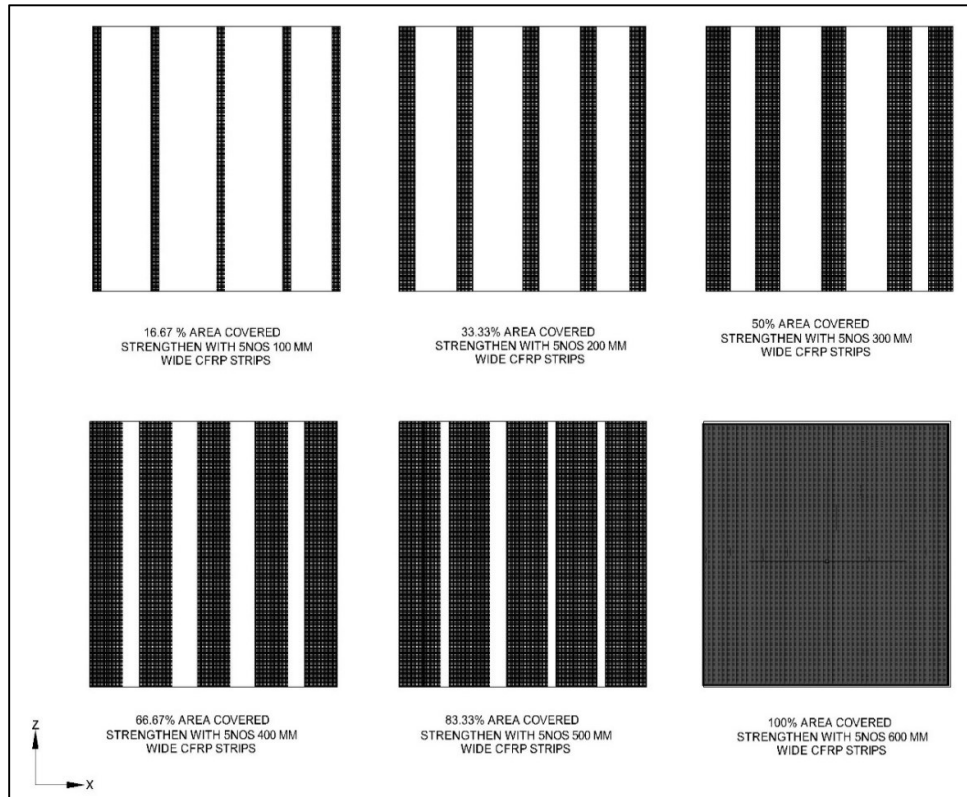 16.67 % AREA COVERED
STRENGTHEN WITH 5NOS 100 MM
WIDE CFRP STRIPS
33.33% AREA COVERED
STRENGTHEN WITH 5NOS 200 MM
WIDE CFRP STRIPS
50% AREA COVERED
STRENGTHEN WITH 5NOS 300 MM
WIDE CFRP STRIPS
66.67% AREA COVERED
STRENGTHEN WITH 5NOS 400 MM
WIDE CFRP STRIPS
83.33% AREA COVERED
STRENGTHEN WITH 5NOS 500 MM
WIDE CFRP STRIPS
100% AREA COVERED
STRENGTHEN WITH 5NOS 600 MM
WIDE CFRP STRIPS
Z
X